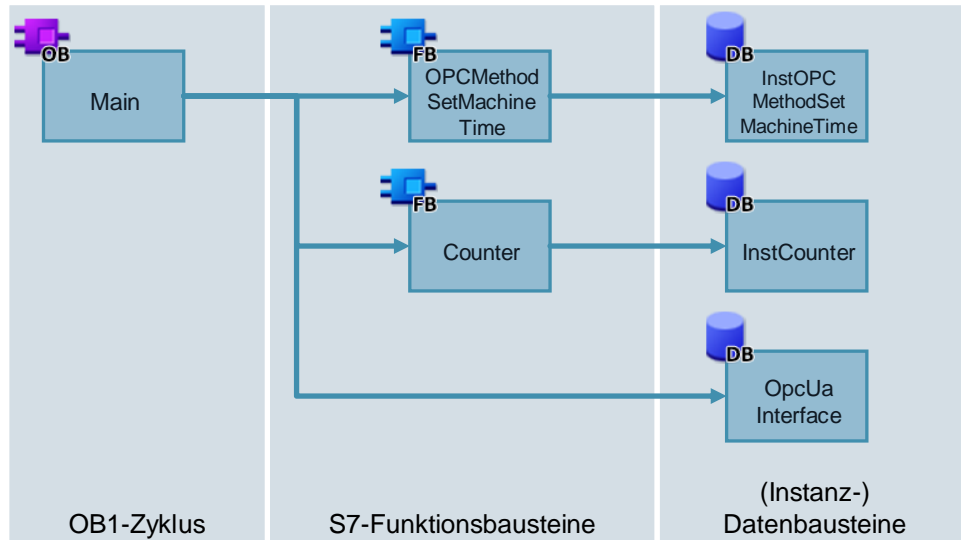 OB
Main
FB
OPCMethod
SetMachine
Time
DB
InstOPC
MethodSet
MachineTime
FB
Counter
DB
InstCounter
DB
OpcUa
Interface
OB1-Zyklus
S7-Funktionsbausteine
(Instanz-)
Datenbausteine